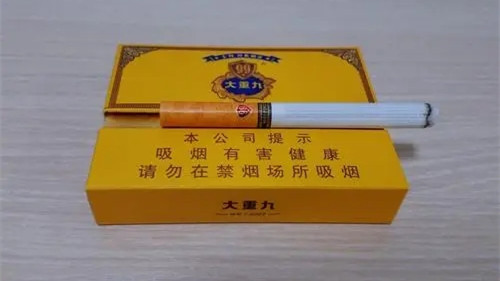 大重九
本公司提示
吸烟有害健康
请勿在禁烟场所吸烟
大重九